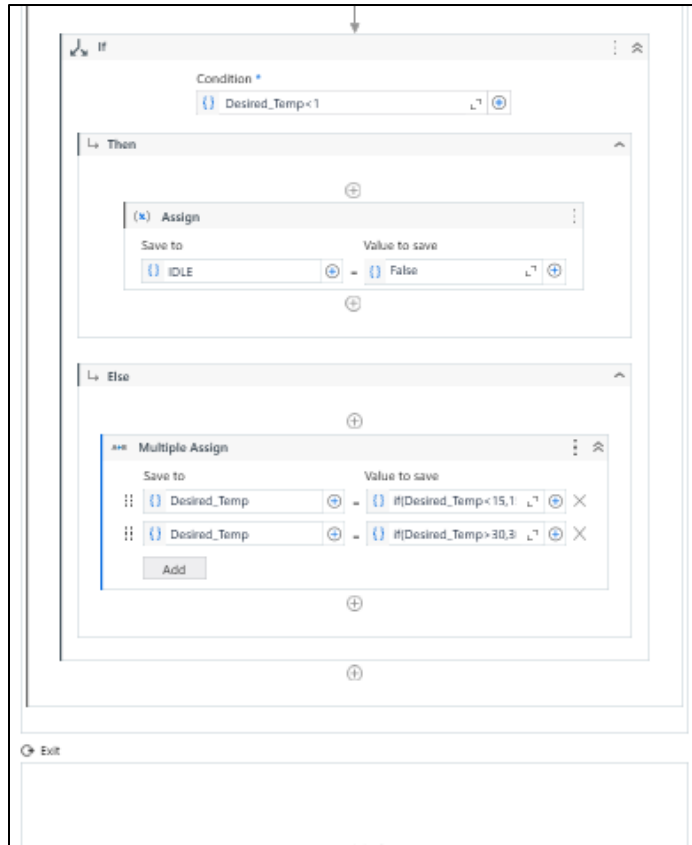 If
Condition *
Desired_Temp<1
Then
(x) Assign
Save to Value to save
IDLE = False
Else
A+B Multiple Assign
Save to Value to save
Desired_Temp = if(Desired_Temp<15,1
Desired_Temp = if(Desired_Temp>30,3
Add
Exit